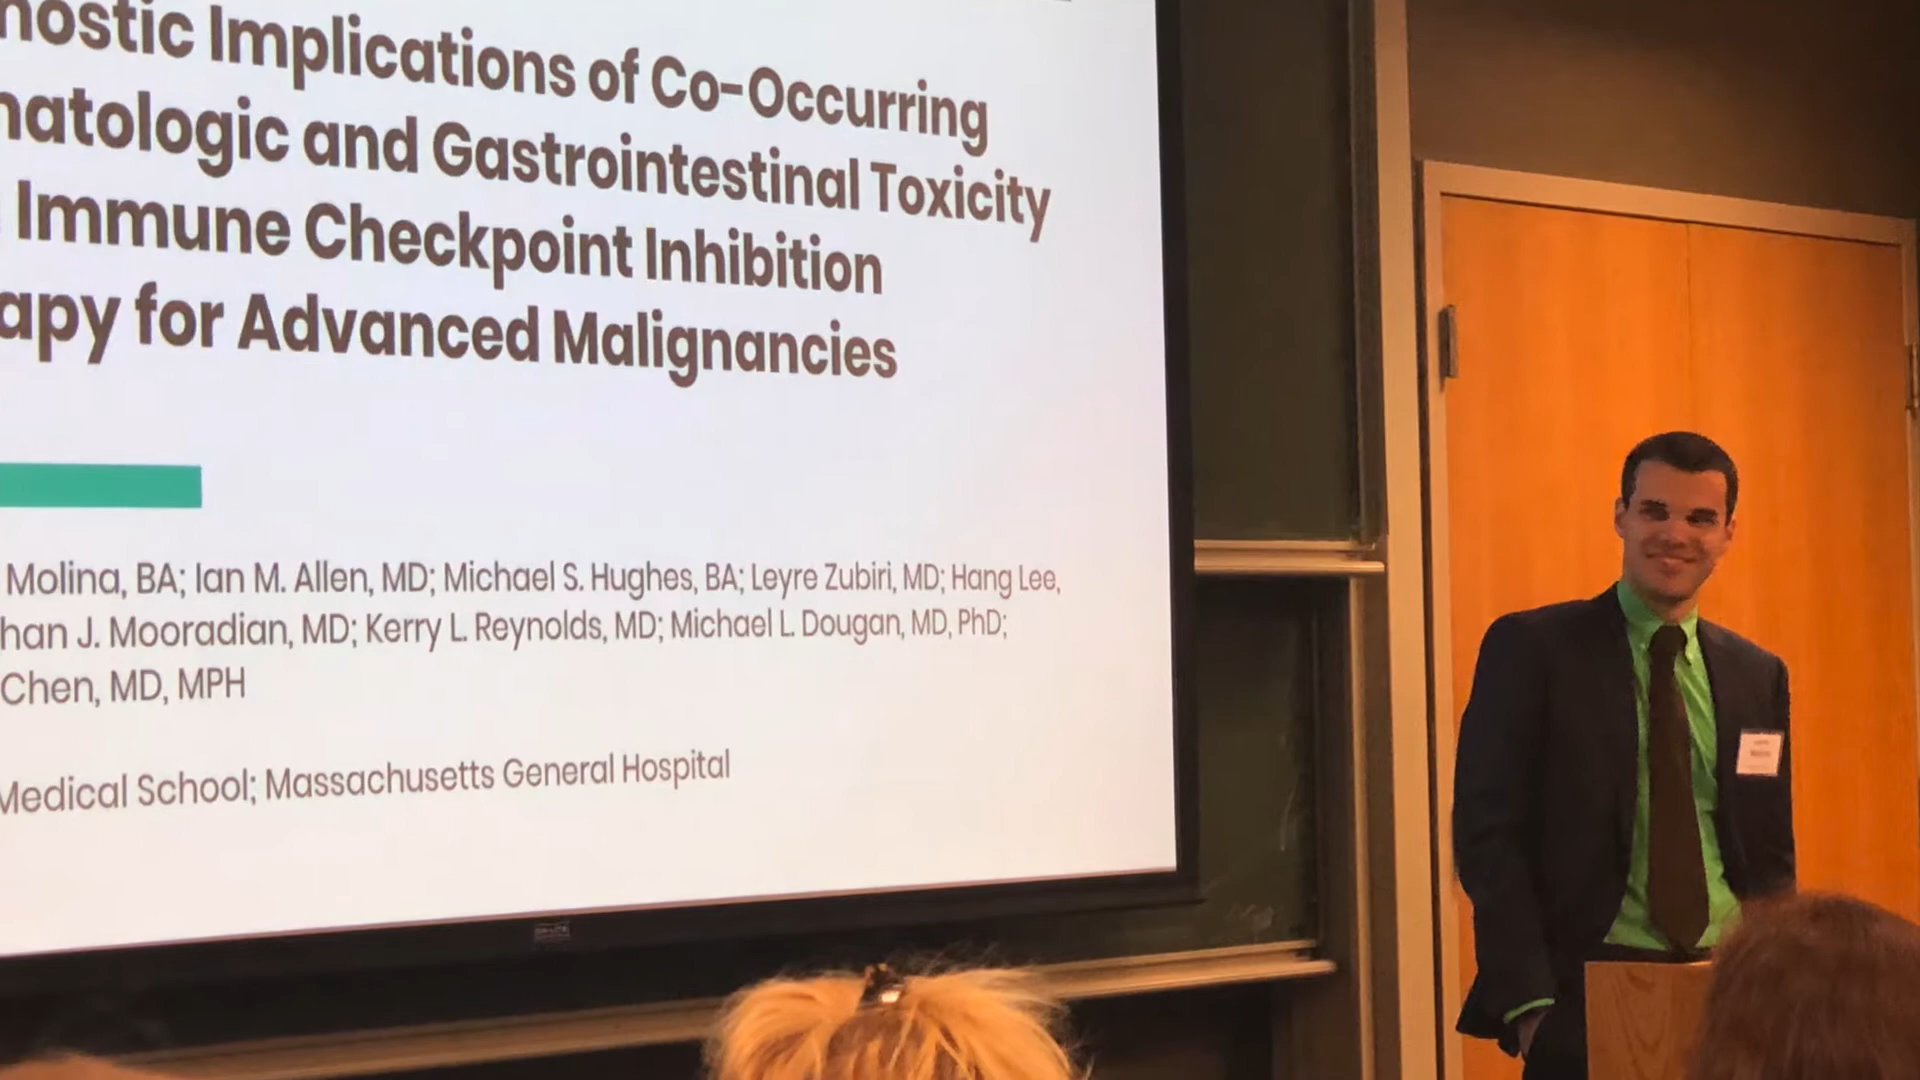 nostic Implications of Co-Occurring
natologic and Gastrointestinal Toxicity
Immune Checkpoint Inhibition
apy for Advanced Malignancies
Molina, BA; Ian M. Allen, MD; Michael S. Hughes, BA; Leyre Zubiri, MD; Hang Lee,
han J. Mooradian, MD; Kerry L. Reynolds, MD; Michael L. Dougan, MD, PhD;
Chen, MD, MPH
Medical School; Massachusetts General Hospital